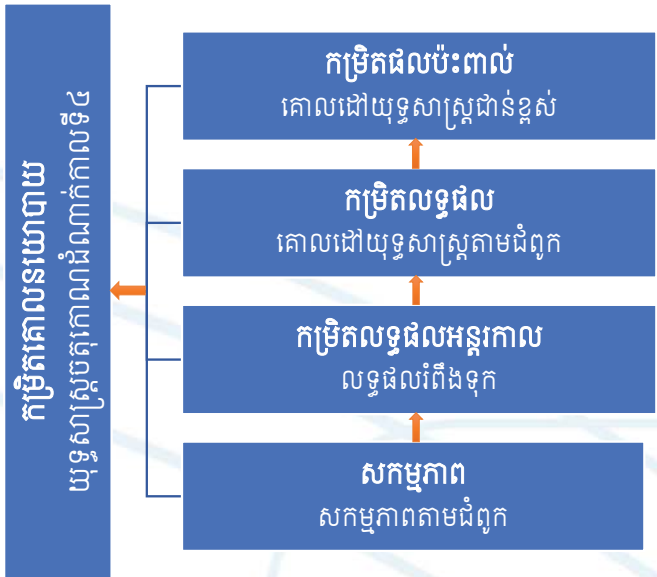 កម្រិតគោលនយោបាយ
យុទ្ធសាស្ត្រចតុកោណដំណាក់កាលទី៤
កម្រិតផលប៉ះពាល់
គោលដៅយុទ្ធសាស្ត្រជាន់ខ្ពស់
កម្រិតលទ្ធផល
គោលដៅយុទ្ធសាស្ត្រតាមជំពូក
កម្រិតលទ្ធផលអន្តរកាល
លទ្ធផលរំពឹងទុក
សកម្មភាព
សកម្មភាពតាមជំពូក